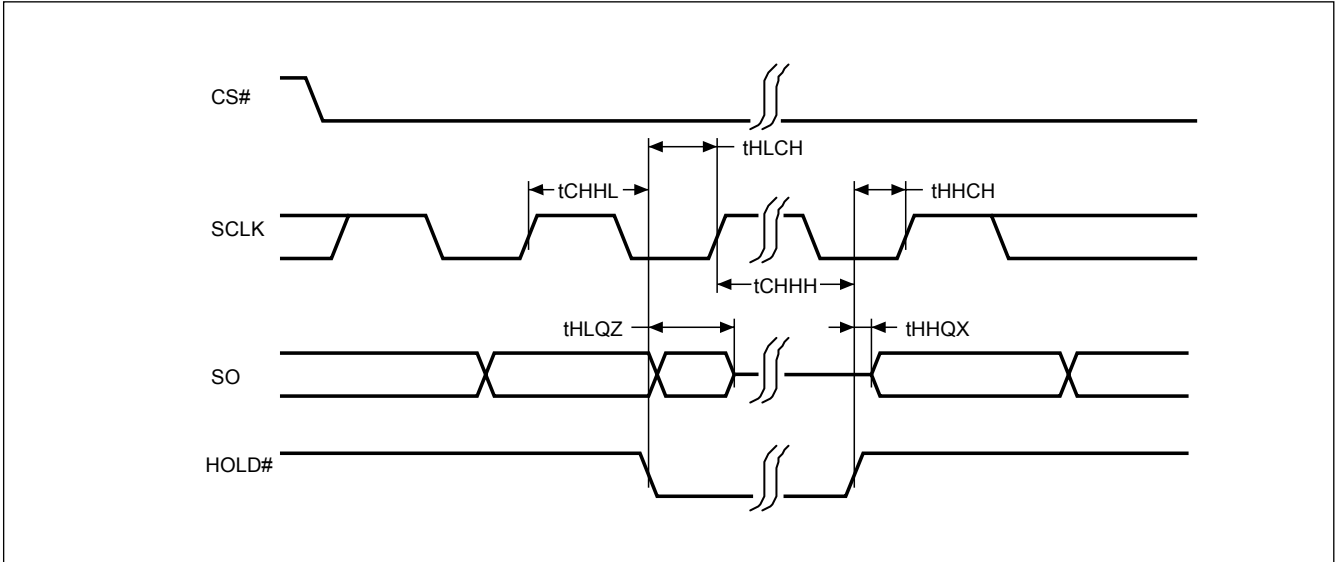 CS#
tHLCH
tCHHL
tHHCH
SCLK
tCHHH
tHLQZ
tHHQX
SO
HOLD#